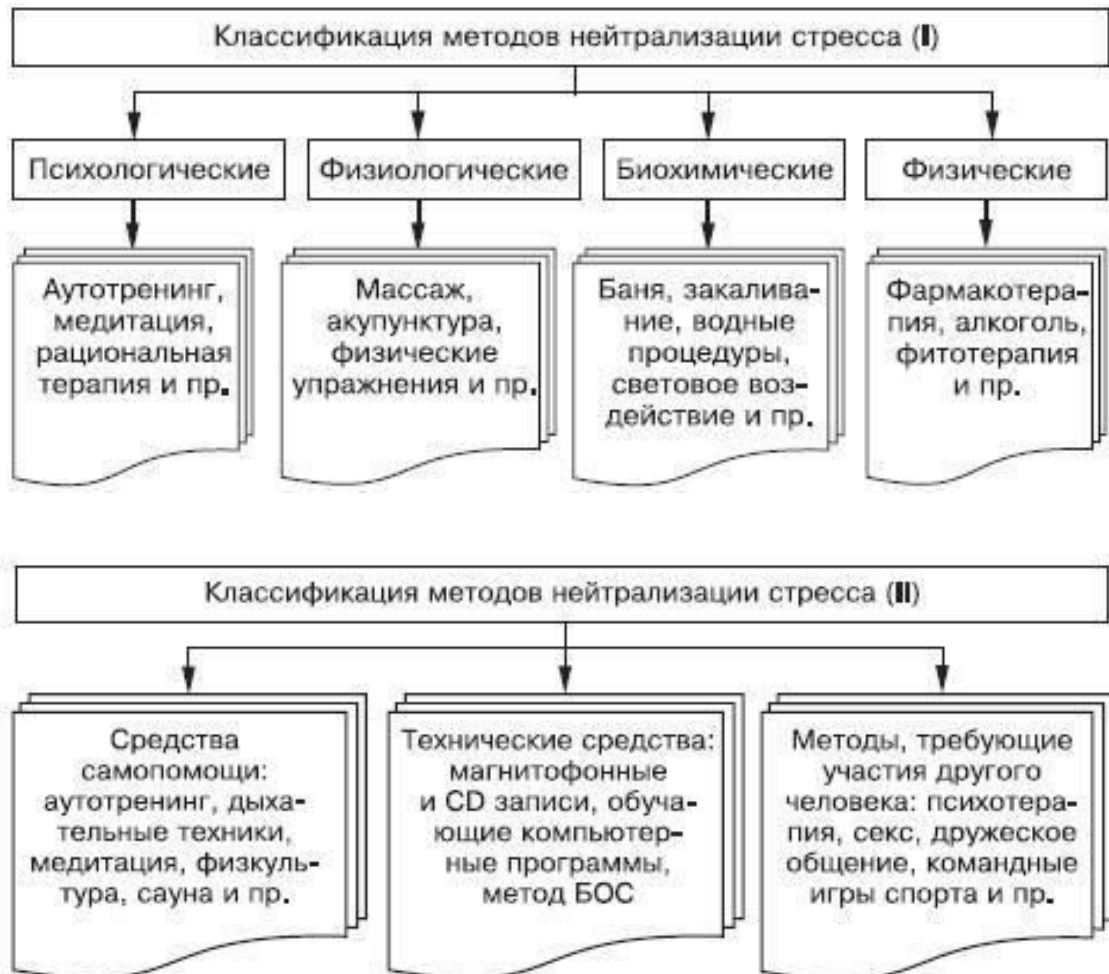 Классификация методов нейтрализации стресса (I)
Психологические
Физиологические
Биохимические
Физические
Аутотренинг,
медитация,
рациональная
терапия и пр.
Массаж,
акупунктура,
физические
упражнения и пр.
Баня, закалива-
ние, водные
процедуры,
световое воз-
действие и пр.
Фармакотера-
пия, алкоголь,
фитотерапия
и пр.
Классификация методов нейтрализации стресса (II)
Средства
самопомощи:
аутотренинг, дыха-
тельные техники,
медитация, физкуль-
тура, сауна и пр.
Технические средства:
магнитофонные
и CD записи, обуча-
ющие компьютер-
ные программы,
метод БОС
Методы, требующие
участия другого
человека: психотера-
пия, секс, дружеское
общение, командные
игры спорта и пр.